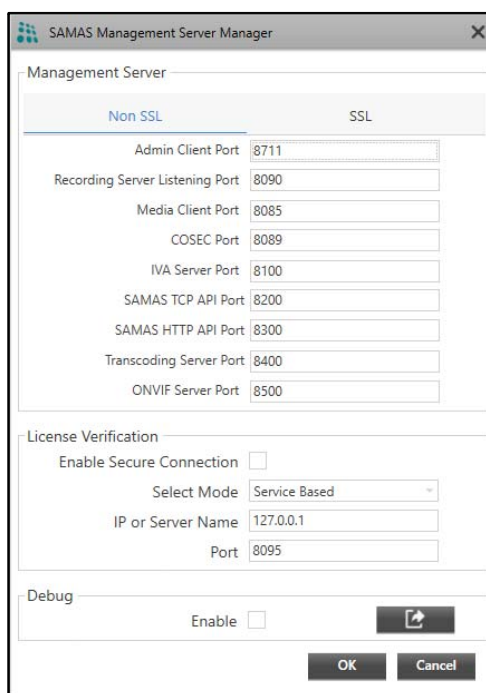 SAMAS Management Server Manager
Management Server
Non SSL SSL
Admin Client Port 8711
Recording Server Listening Port 8090
Media Client Port 8085
COSEC Port 8089
IVA Server Port 8100
SAMAS TCP API Port 8200
SAMAS HTTP API Port 8300
Transcoding Server Port 8400
ONVIF Server Port 8500
License Verification
Enable Secure Connection
Select Mode Service Based
IP or Server Name 127.0.0.1
Port 8095
Debug
Enable
OK Cancel